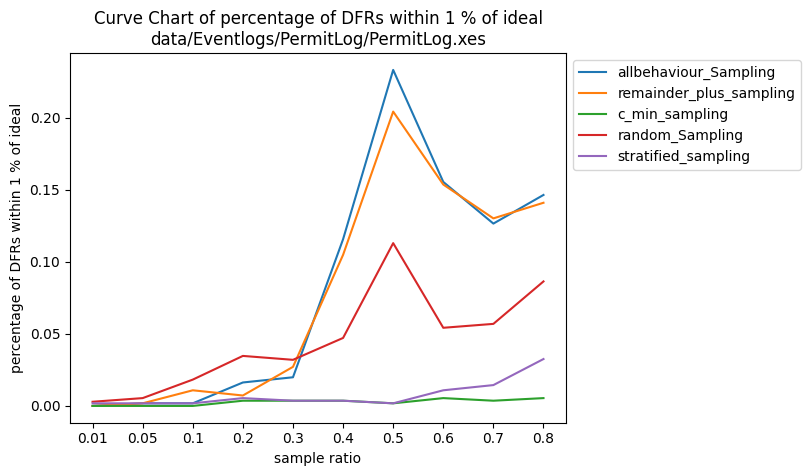 Curve Chart of percentage of DFRs within 1 % of ideal
data/Eventlogs/PermitLog/PermitLog.xes
percentage of DFRs within 1 % of ideal
0.20
0.15
0.10
0.05
0.00
0.01 0.05 0.1 0.2 0.3 0.4 0.5 0.6 0.7 0.8
sample ratio
allbehaviour_Sampling
remainder_plus_sampling
c_min_sampling
random_Sampling
stratified_sampling